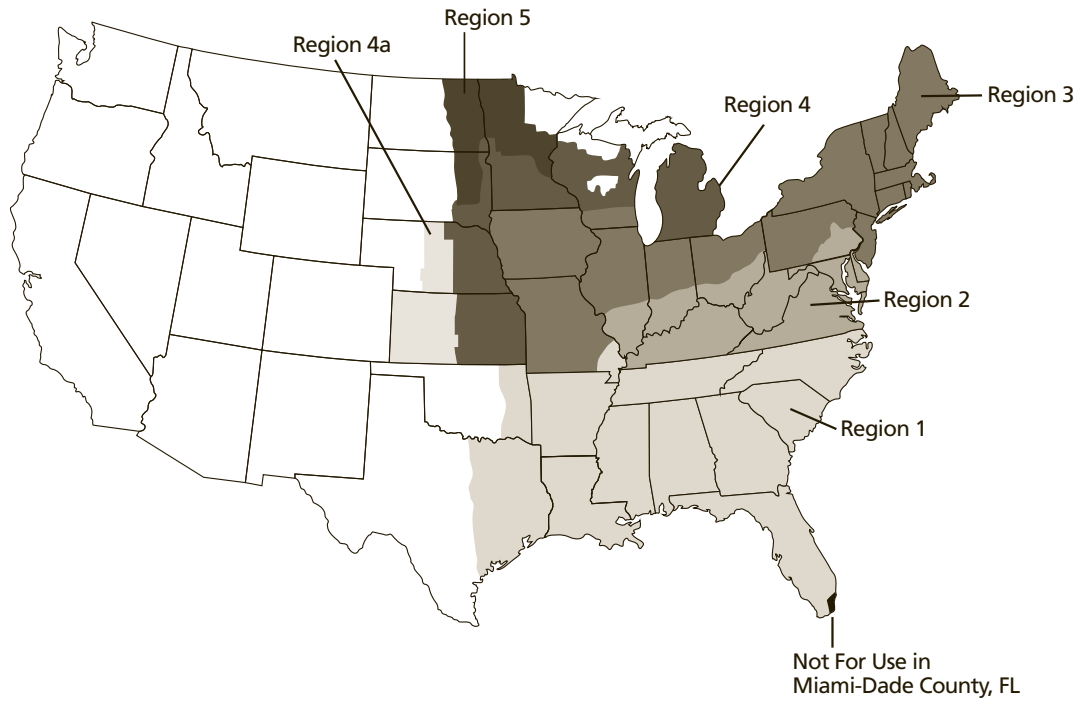 Region 5
Region 4a
Region 4
Region 3
Region 2
Region 1
Not For Use in
Miami-Dade County, FL